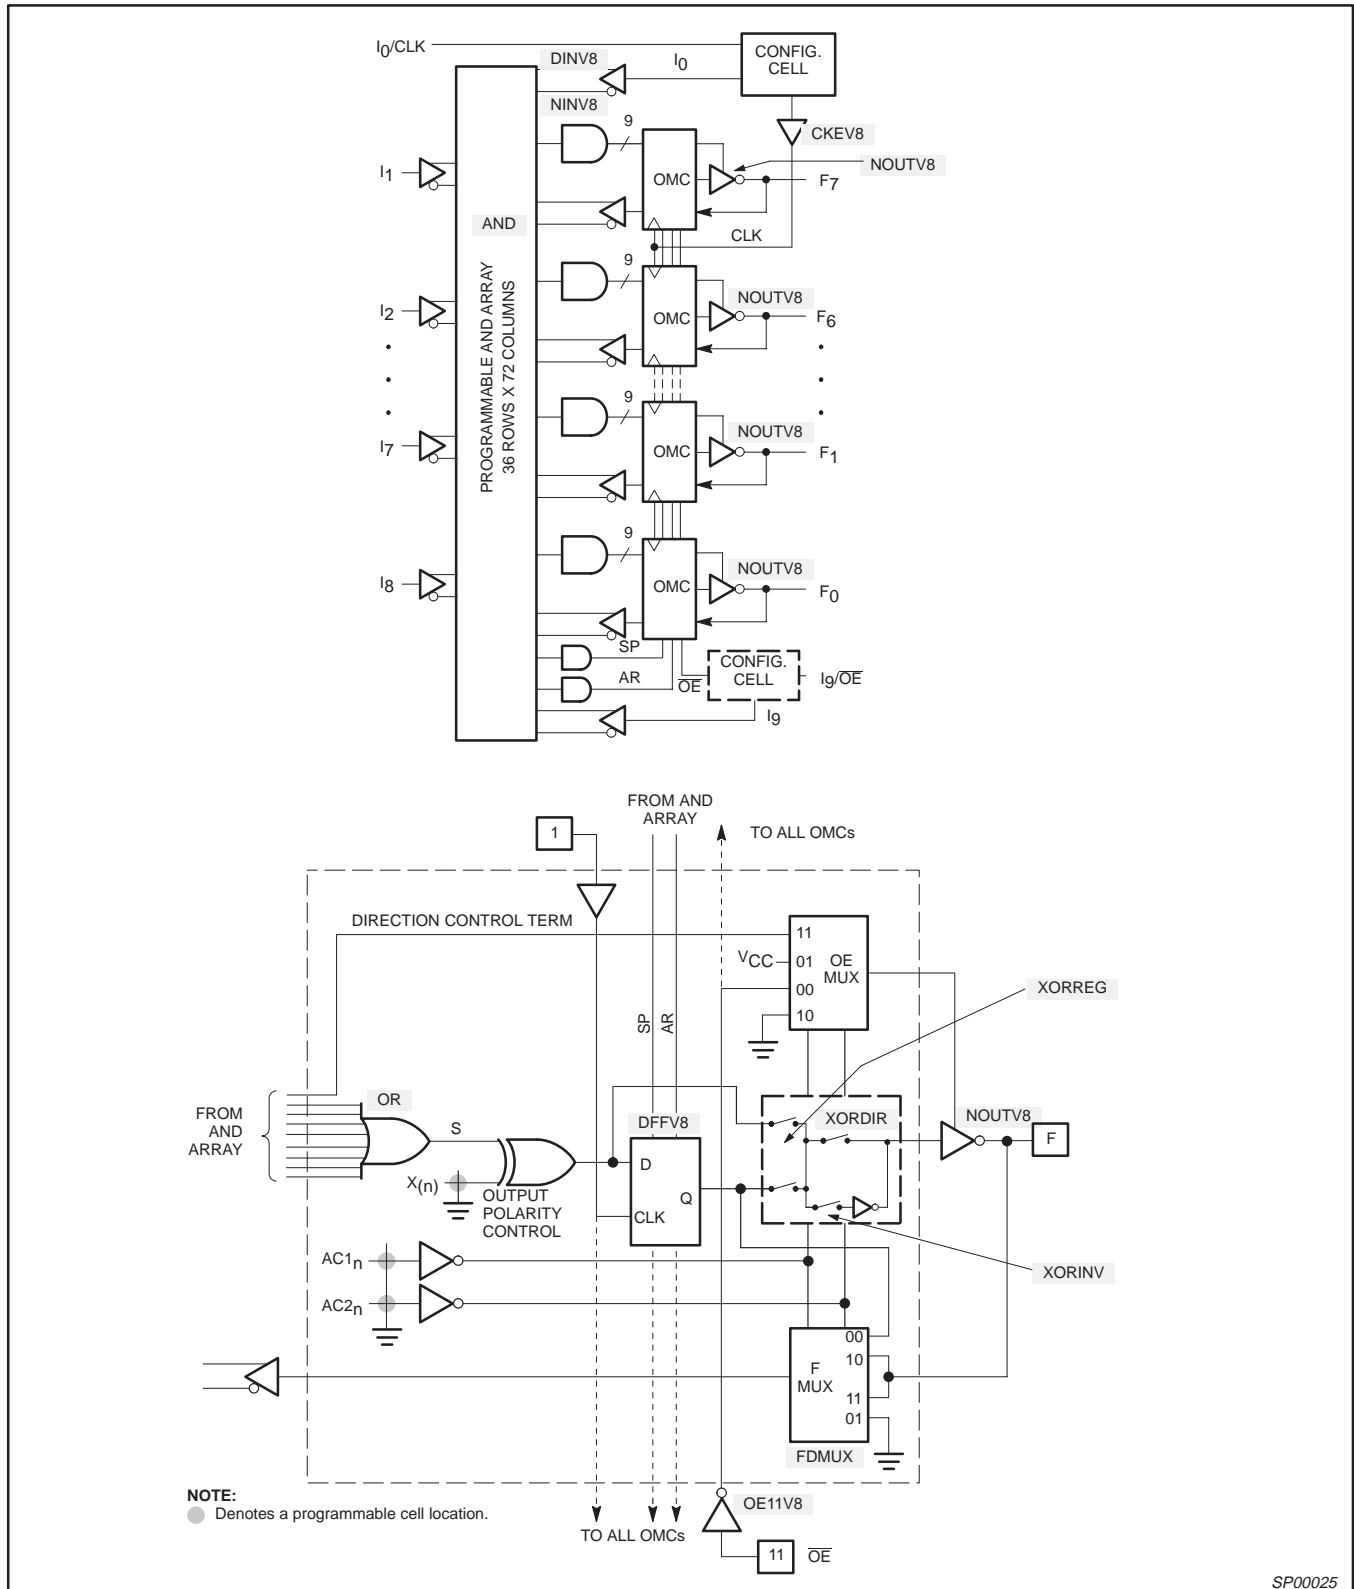 I0/CLK
CONFIG.
CELL
DINV8
I0
NINV8
CKEV8
9
NOUTV8
I1
OMC
F7
AND
CLK
9
NOUTV8
I2
OMC
F6
PROGRAMMABLE AND ARRAY
36 ROWS X 72 COLUMNS
9
NOUTV8
I7
OMC
F1
9
NOUTV8
I8
OMC
F0
SP
CONFIG.
CELL
AR
OE
I9/OE
I9
FROM AND
ARRAY
1
TO ALL OMCs
DIRECTION CONTROL TERM
11
VCC
01
OE
MUX
00
10
XORREG
SP
AR
FROM
AND
ARRAY
OR
S
DFFV8
XORDIR
NOUTV8
F
D
X(n)
OUTPUT
POLARITY
CONTROL
Q
CLK
AC1n
XORINV
AC2n
00
10
F
MUX
11
01
FDMUX
NOTE:
Denotes a programmable cell location.
OE11V8
TO ALL OMCs
11
OE
SP00025